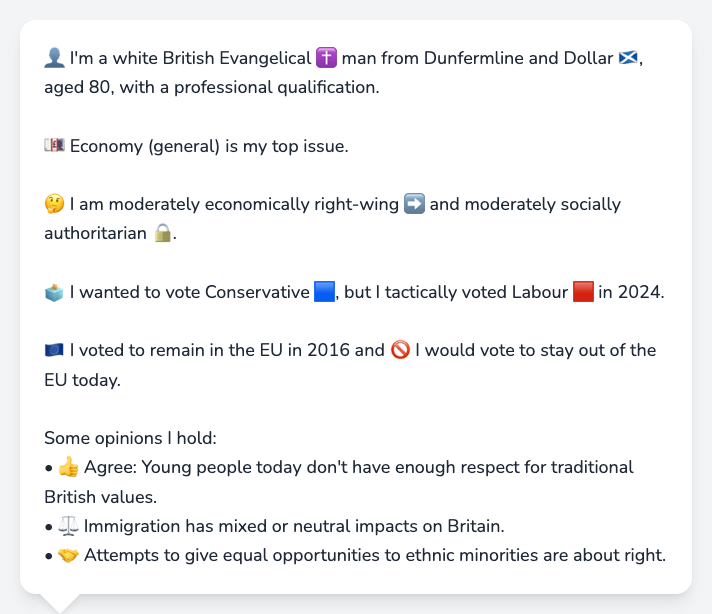 👤 I'm a white British Evangelical ✝️ man from Dunfermline and Dollar 🏴󠁧󠁢󠁳󠁣󠁴󠁿,
aged 80, with a professional qualification.
💷 Economy (general) is my top issue.
🤔 I am moderately economically right-wing ➡️ and moderately socially
authoritarian 🔒.
🗳️ I wanted to vote Conservative 🟦, but I tactically voted Labour 🟥 in 2024.
🇪🇺 I voted to remain in the EU in 2016 and 🚫 I would vote to stay out of the
EU today.
Some opinions I hold:
• 👍 Agree: Young people today don't have enough respect for traditional
British values.
• ⚖️ Immigration has mixed or neutral impacts on Britain.
• 🤝 Attempts to give equal opportunities to ethnic minorities are about right.